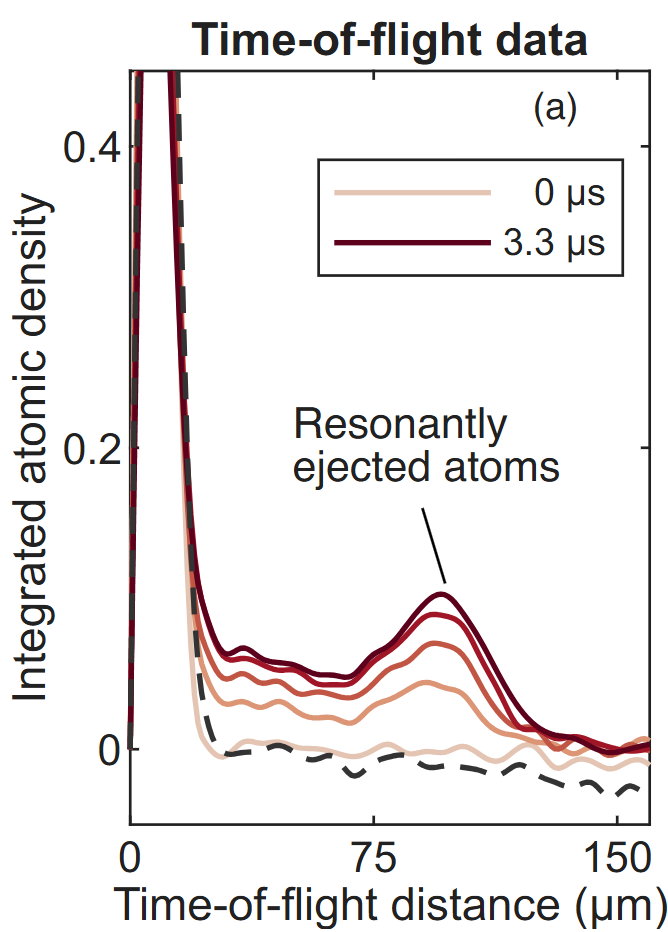 Time-of-flight data
(a)
0 µs
3.3 µs
Resonantly
ejected atoms
Integrated atomic density
0.4
0.2
0
0 75 150
Time-of-flight distance (µm)